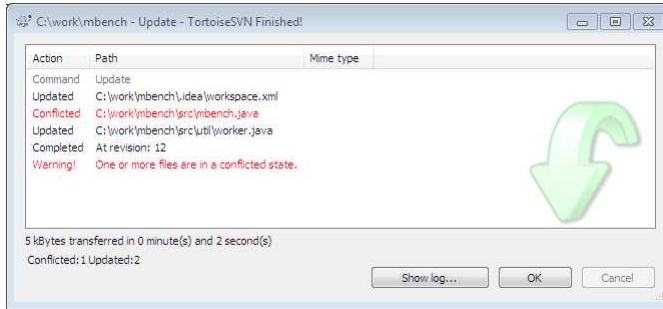 C:\work\mbench - Update - TortoiseSVN Finished!
Action Path Mime type
Command Update
Updated C:\work\mbench\.idea\workspace.xml
Conflicted C:\work\mbench\src\mbench.java
Updated C:\work\mbench\src\util\worker.java
Completed At revision: 12
Warning! One or more files are in a conflicted state.
5 kBytes transferred in 0 minute(s) and 2 second(s)
Conflicted:1 Updated:2
Show log... OK Cancel